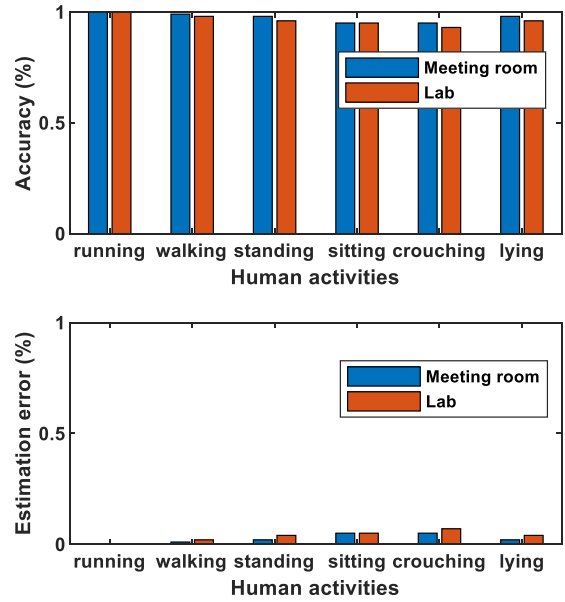 1
Accuracy (%)
0.5
0
Meeting room
Lab
running walking standing sitting crouching lying
Human activities
1
Estimation error (%)
0.5
0
Meeting room
Lab
running walking standing sitting crouching lying
Human activities